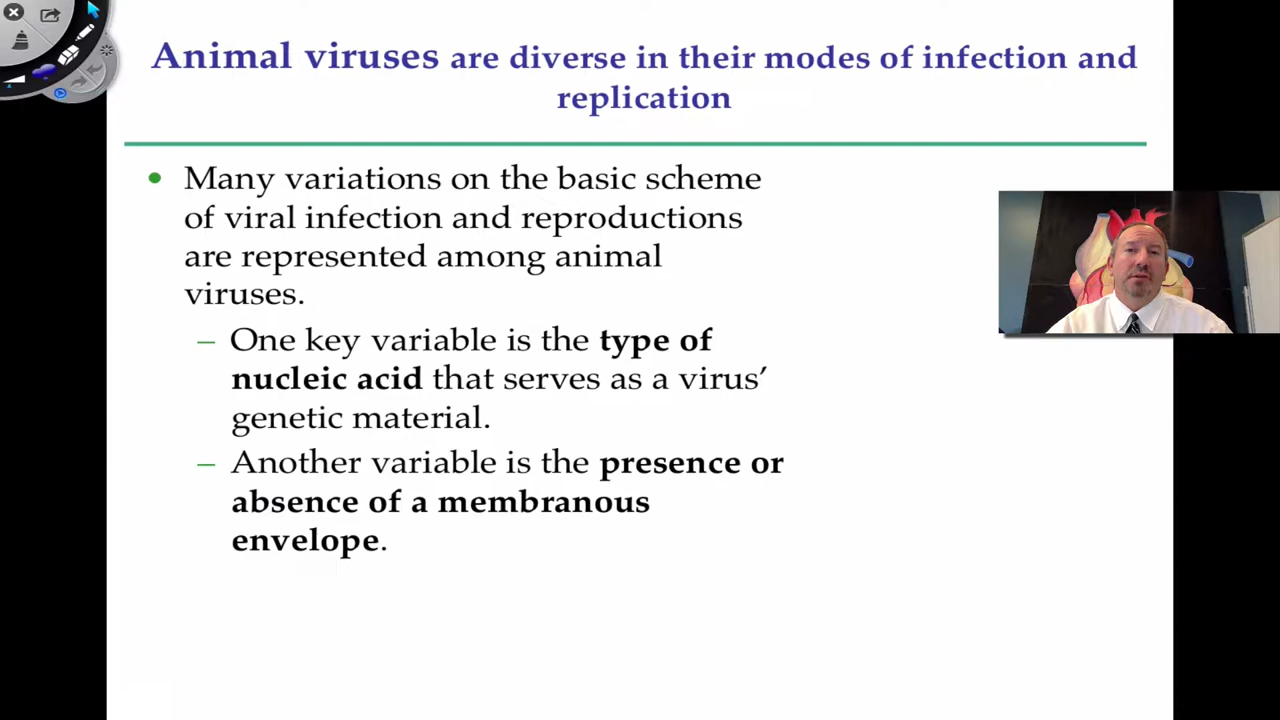 Animal viruses are diverse in their modes of infection and
replication
• Many variations on the basic scheme
of viral infection and reproductions
are represented among animal
viruses.
– One key variable is the type of
nucleic acid that serves as a virus’
genetic material.
– Another variable is the presence or
absence of a membranous
envelope.